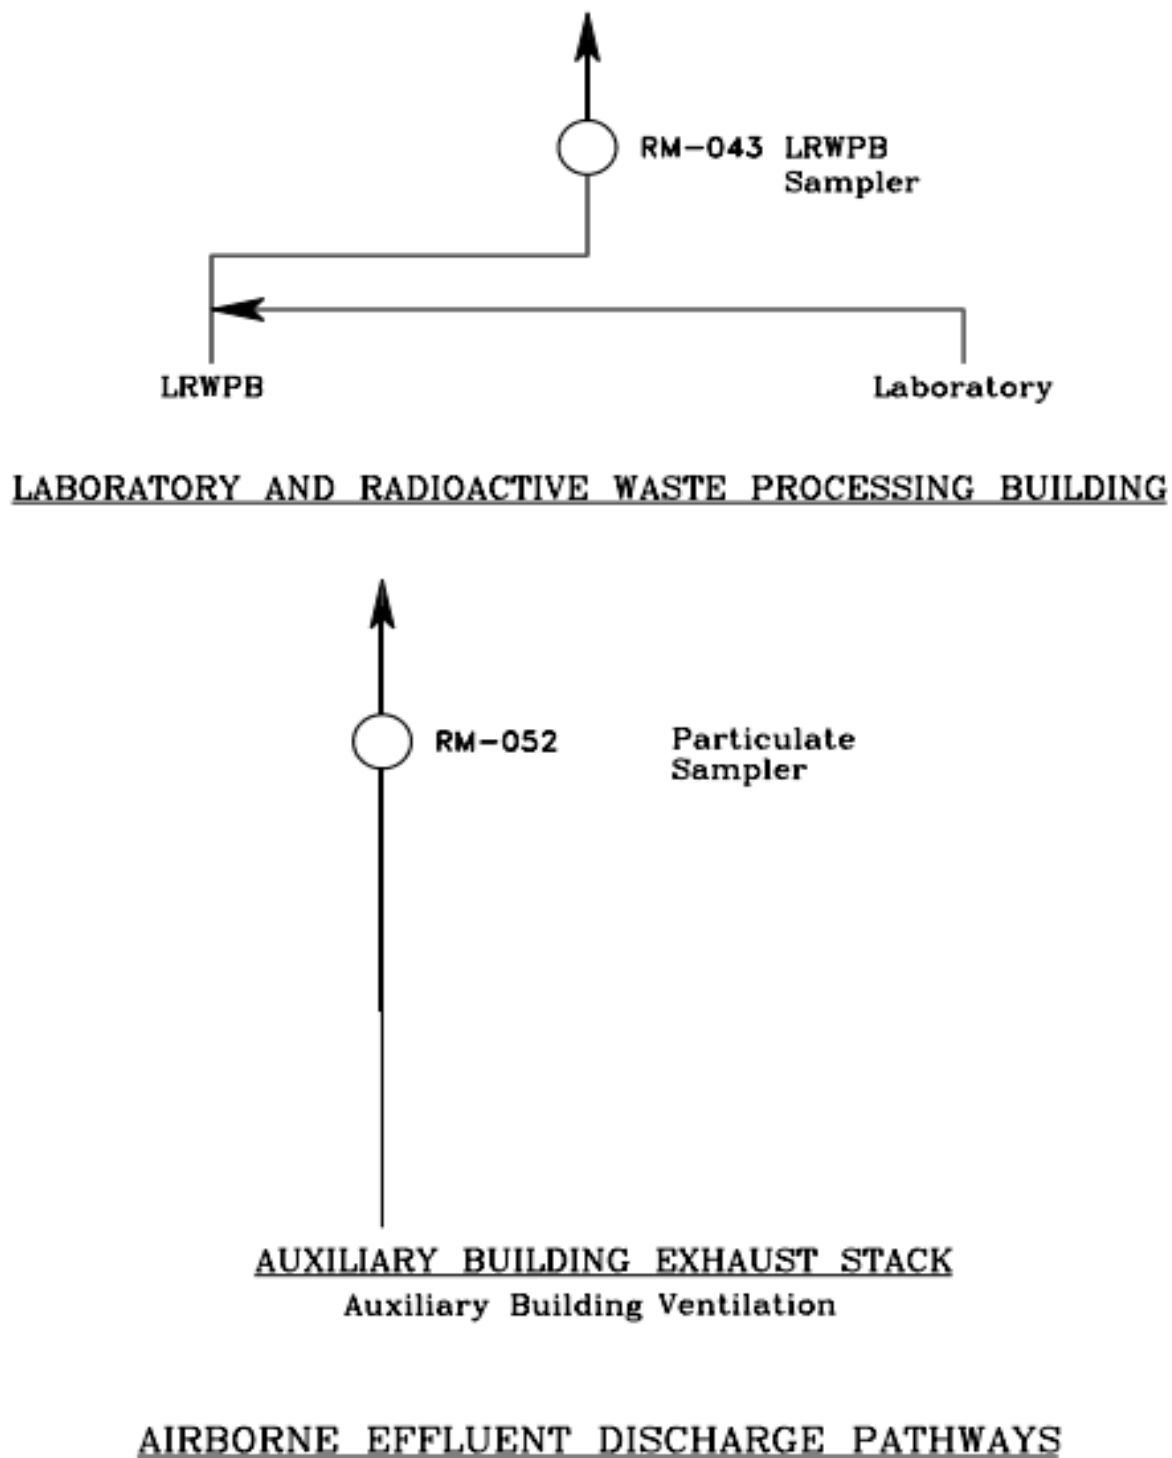 RM-043 LRWPB
Sampler
LRWPB Laboratory
LABORATORY AND RADIOACTIVE WASTE PROCESSING BUILDING
RM-052 Particulate
Sampler
AUXILIARY BUILDING EXHAUST STACK
Auxiliary Building Ventilation
AIRBORNE EFFLUENT DISCHARGE PATHWAYS